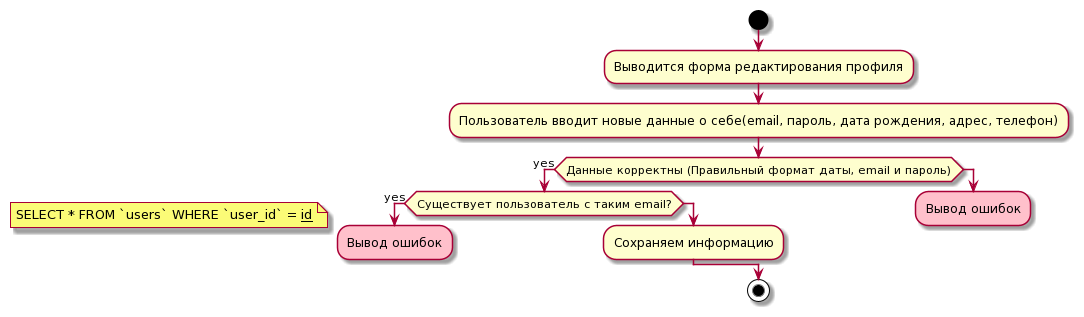 Выводится форма редактирования профиля
Пользователь вводит новые данные о себе(email, пароль, дата рождения, адрес, телефон)
yes
Данные корректны (Правильный формат даты, email и пароль)
yes
Существует пользователь с таким email?
Вывод ошибок
SELECT * FROM `users` WHERE `user_id` = id
Вывод ошибок
Сохраняем информацию